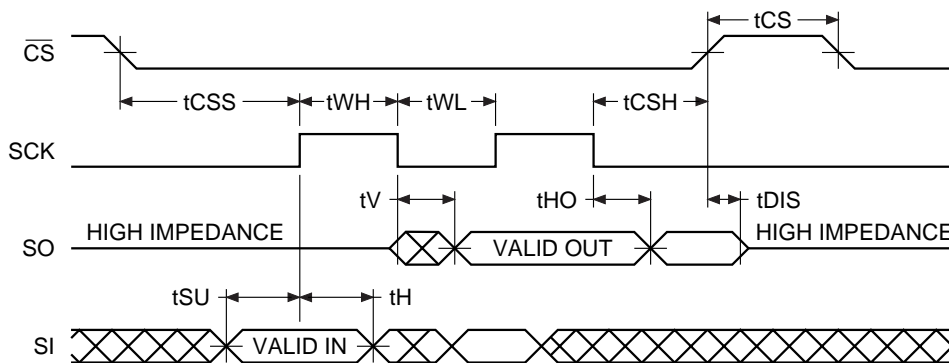 tCS
CS
tCSS tWH tWL tCSH
SCK
tV tHO tDIS
HIGH IMPEDANCE VALID OUT HIGH IMPEDANCE
SO
tSU tH
SI VALID IN